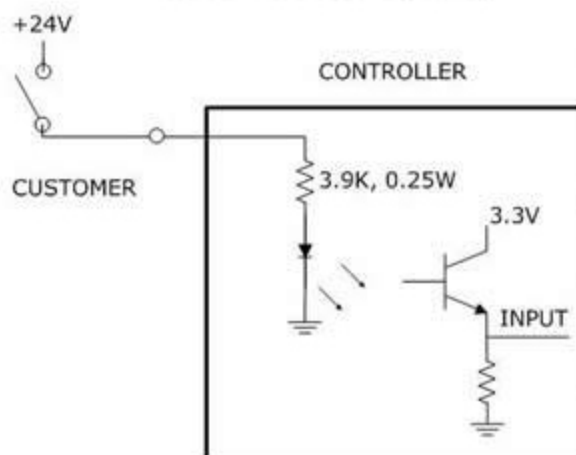 +24V
CONTROLLER
CUSTOMER
3.9K, 0.25W
3.3V
INPUT